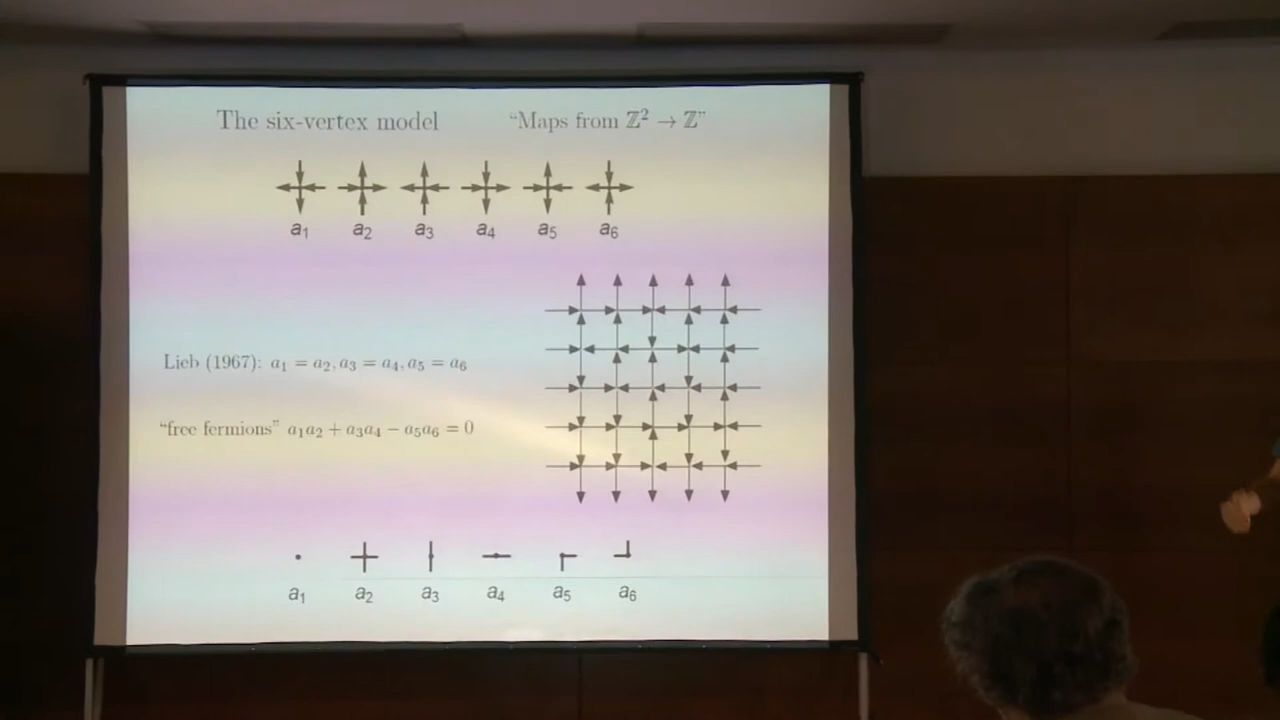 The six-vertex model “Maps from ℤ² → ℤ”
a₁ a₂ a₃ a₄ a₅ a₆
Lieb (1967): a₁ = a₂, a₃ = a₄, a₅ = a₆
“free fermions” a₁a₂ + a₃a₄ − a₅a₆ = 0
a₁ a₂ a₃ a₄ a₅ a₆